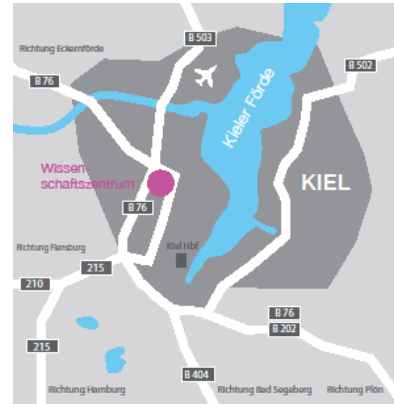 B 503
Richtung Eckernförde
B 76
B 502
Kieler Förde
Wissen-
schaftszentrum
KIEL
B 76
Richtung Flensburg
Kiel Hbf
215
210
B 76
B 202
215
B 404
Richtung Hamburg
Richtung Bad Segeberg
Richtung Plön